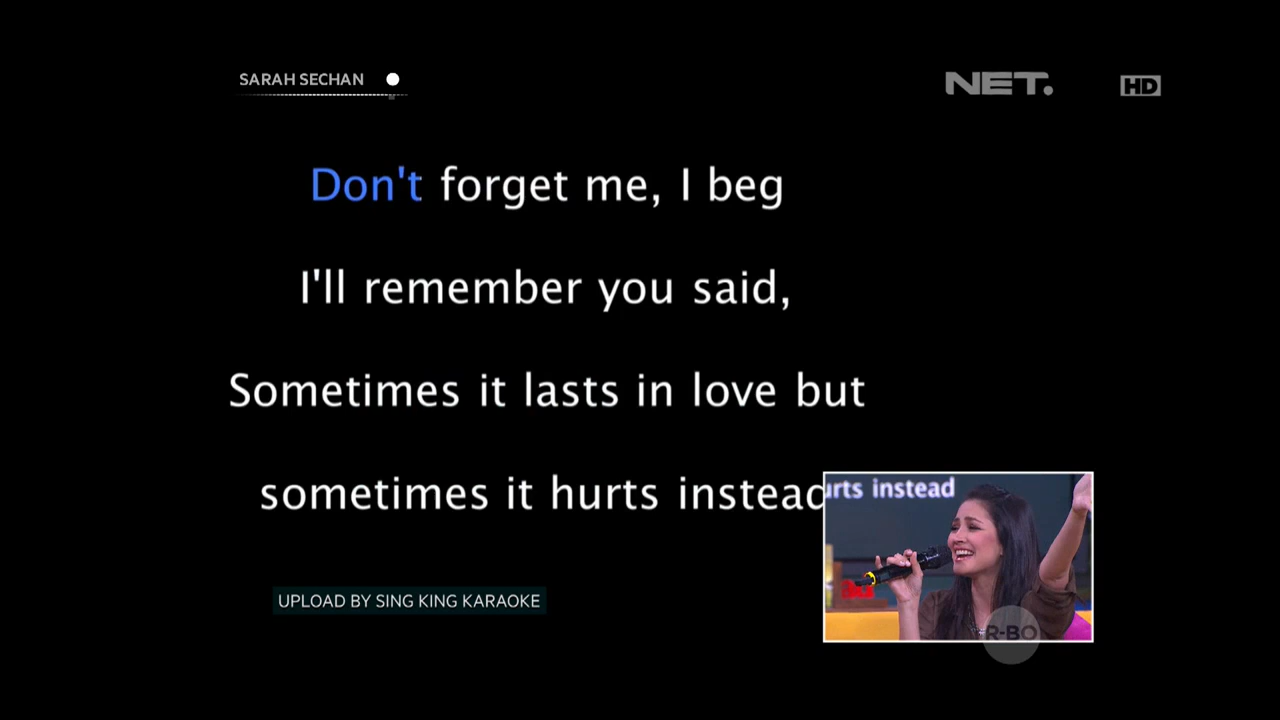 SARAH SECHAN
NET.
HD
Don't forget me, I beg
I'll remember you said,
Sometimes it lasts in love but
sometimes it hurts instead
urts instead
UPLOAD BY SING KING KARAOKE
R-BO